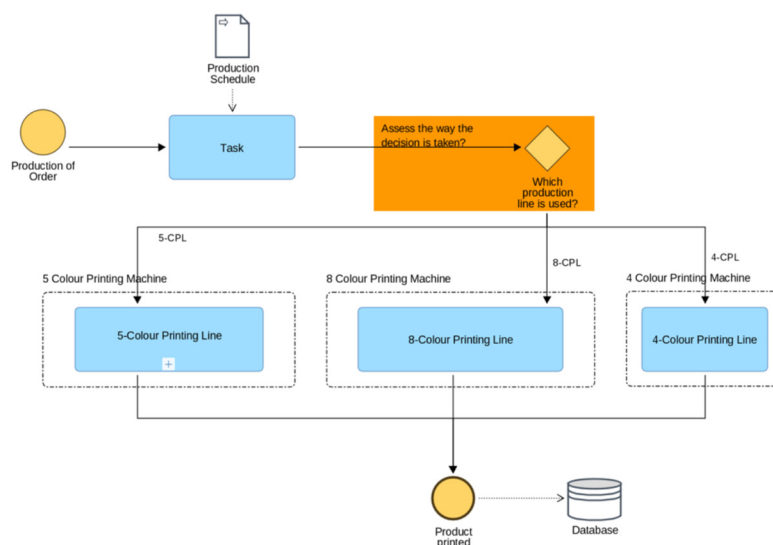 Production
Schedule
Production of
Order
Task
Assess the way the
decision is taken?
Which
production
line is used?
5-CPL
8-CPL
4-CPL
5 Colour Printing Machine
8 Colour Printing Machine
4 Colour Printing Machine
5-Colour Printing Line
8-Colour Printing Line
4-Colour Printing Line
Product
printed
Database